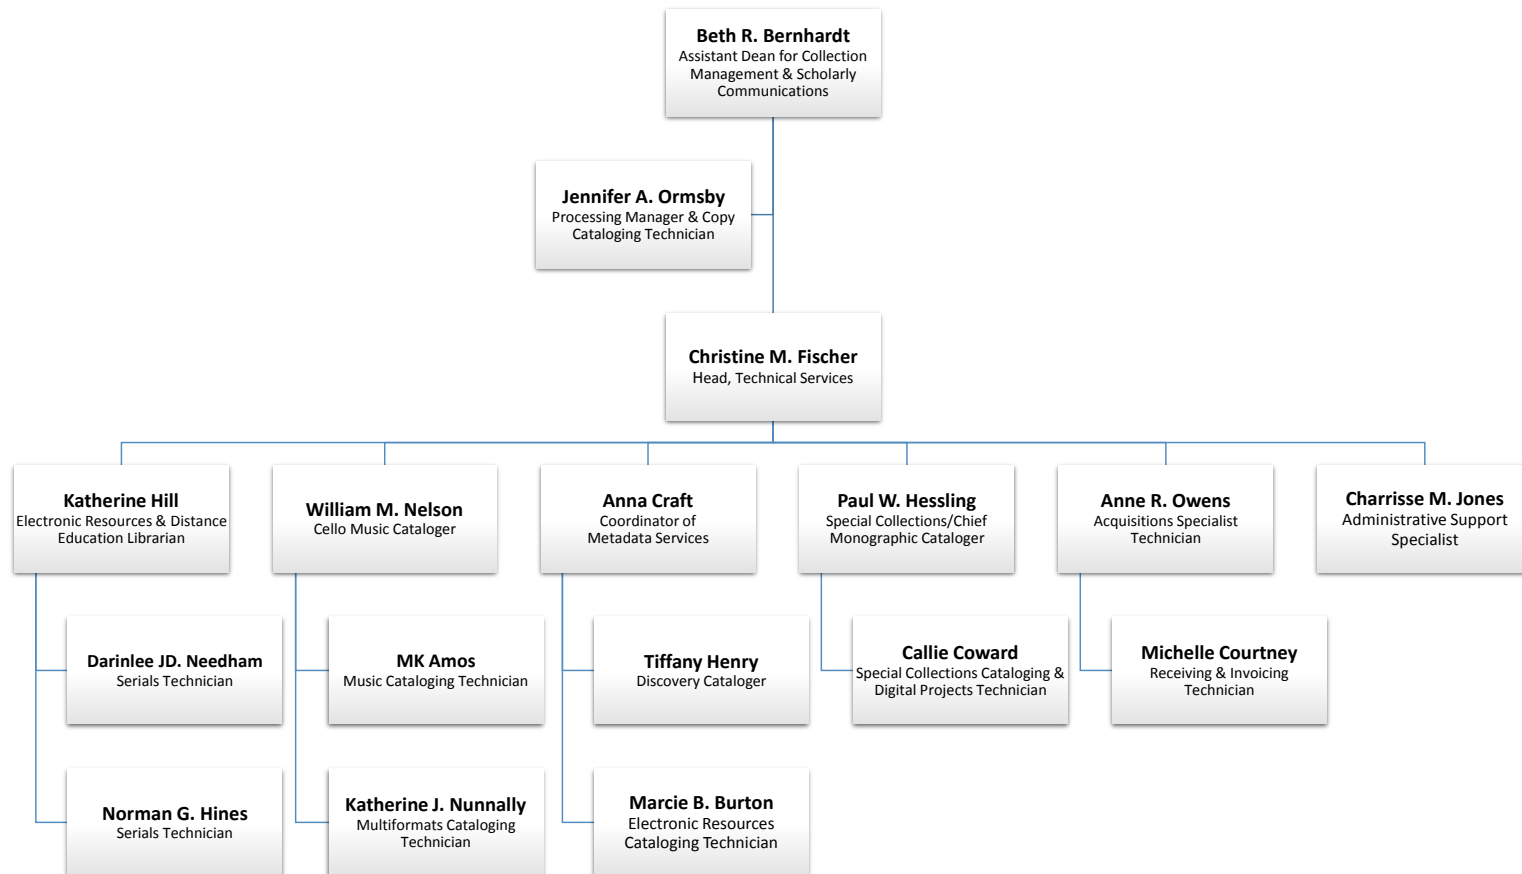 Beth R. Bernhardt
Assistant Dean for Collection
Management & Scholarly
Communications
Jennifer A. Ormsby
Processing Manager & Copy
Cataloging Technician
Christine M. Fischer
Head, Technical Services
Katherine Hill
Electronic Resources & Distance
Education Librarian
William M. Nelson
Cello Music Cataloger
Anna Craft
Coordinator of
Metadata Services
Paul W. Hessling
Special Collections/Chief
Monographic Cataloger
Anne R. Owens
Acquisitions Specialist
Technician
Charrisse M. Jones
Administrative Support
Specialist
Darinlee JD. Needham
Serials Technician
MK Amos
Music Cataloging Technician
Tiffany Henry
Discovery Cataloger
Callie Coward
Special Collections Cataloging &
Digital Projects Technician
Michelle Courtney
Receiving & Invoicing
Technician
Norman G. Hines
Serials Technician
Katherine J. Nunnally
Multiformats Cataloging
Technician
Marcie B. Burton
Electronic Resources
Cataloging Technician